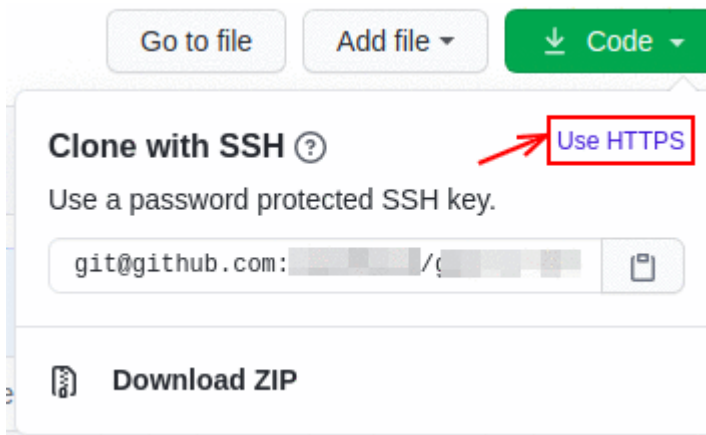 Go to file Add file Code
Clone with SSH ? Use HTTPS
Use a password protected SSH key.
git@github.com: /
Download ZIP